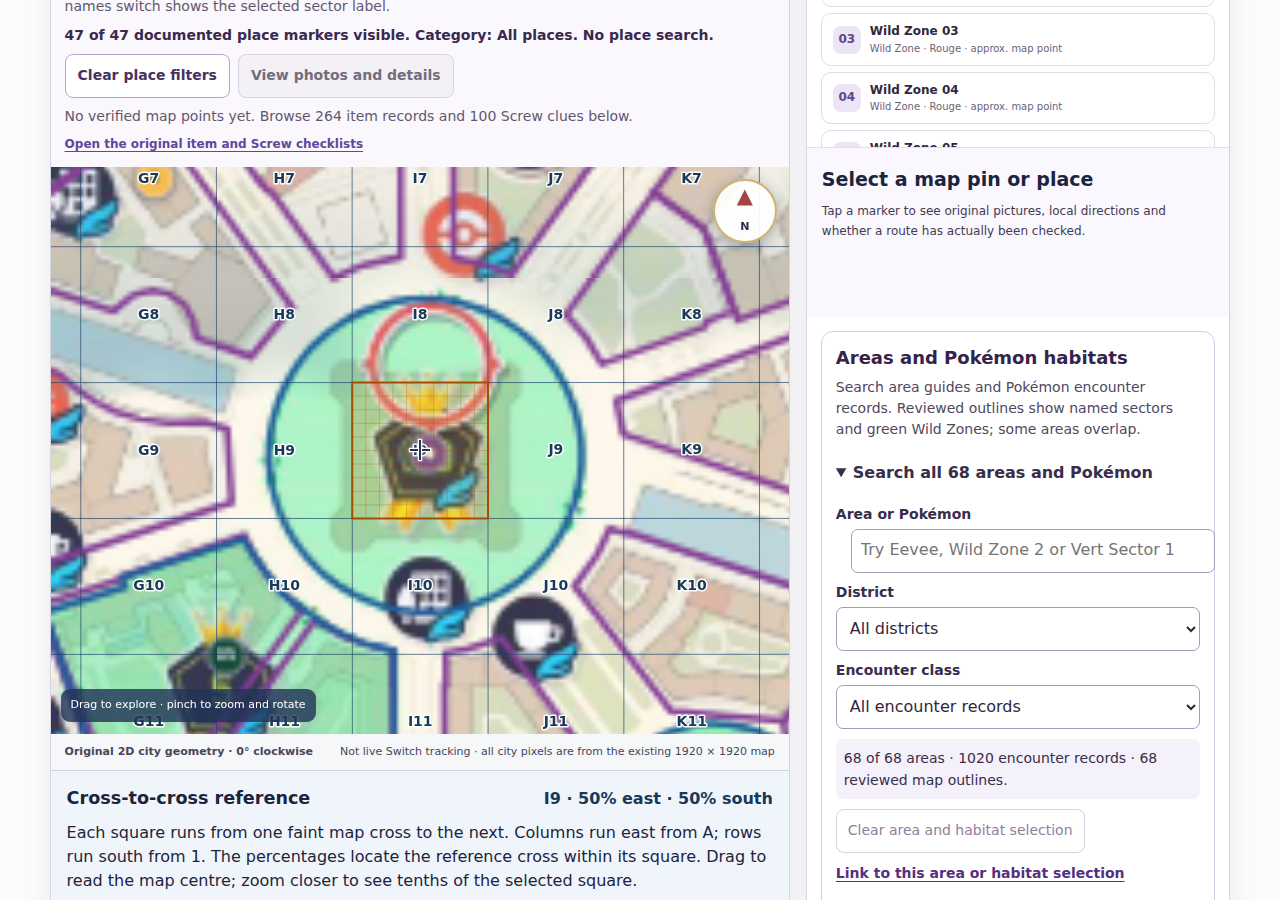 names switch shows the selected sector label.
47 of 47 documented place markers visible. Category: All places. No place search.
Clear place filters
View photos and details
No verified map points yet. Browse 264 item records and 100 Screw clues below.
Open the original item and Screw checklists
G7
H7
I7
J7
K7
N
G8
H8
I8
J8
K8
G9
H9
J9
K9
G10
H10
I10
J10
K10
Drag to explore · pinch to zoom and rotate
G11
H11
I11
J11
K11
Original 2D city geometry · 0° clockwise
Not live Switch tracking · all city pixels are from the existing 1920 × 1920 map
Cross-to-cross reference
I9 · 50% east · 50% south
Each square runs from one faint map cross to the next. Columns run east from A; rows
run south from 1. The percentages locate the reference cross within its square. Drag to
read the map centre; zoom closer to see tenths of the selected square.
03
Wild Zone 03
Wild Zone · Rouge · approx. map point
04
Wild Zone 04
Wild Zone · Rouge · approx. map point
Wild Zone 05
Select a map pin or place
Tap a marker to see original pictures, local directions and
whether a route has actually been checked.
Areas and Pokémon habitats
Search area guides and Pokémon encounter
records. Reviewed outlines show named sectors
and green Wild Zones; some areas overlap.
▼ Search all 68 areas and Pokémon
Area or Pokémon
Try Eevee, Wild Zone 2 or Vert Sector 1
District
All districts
Encounter class
All encounter records
68 of 68 areas · 1020 encounter records · 68
reviewed map outlines.
Clear area and habitat selection
Link to this area or habitat selection